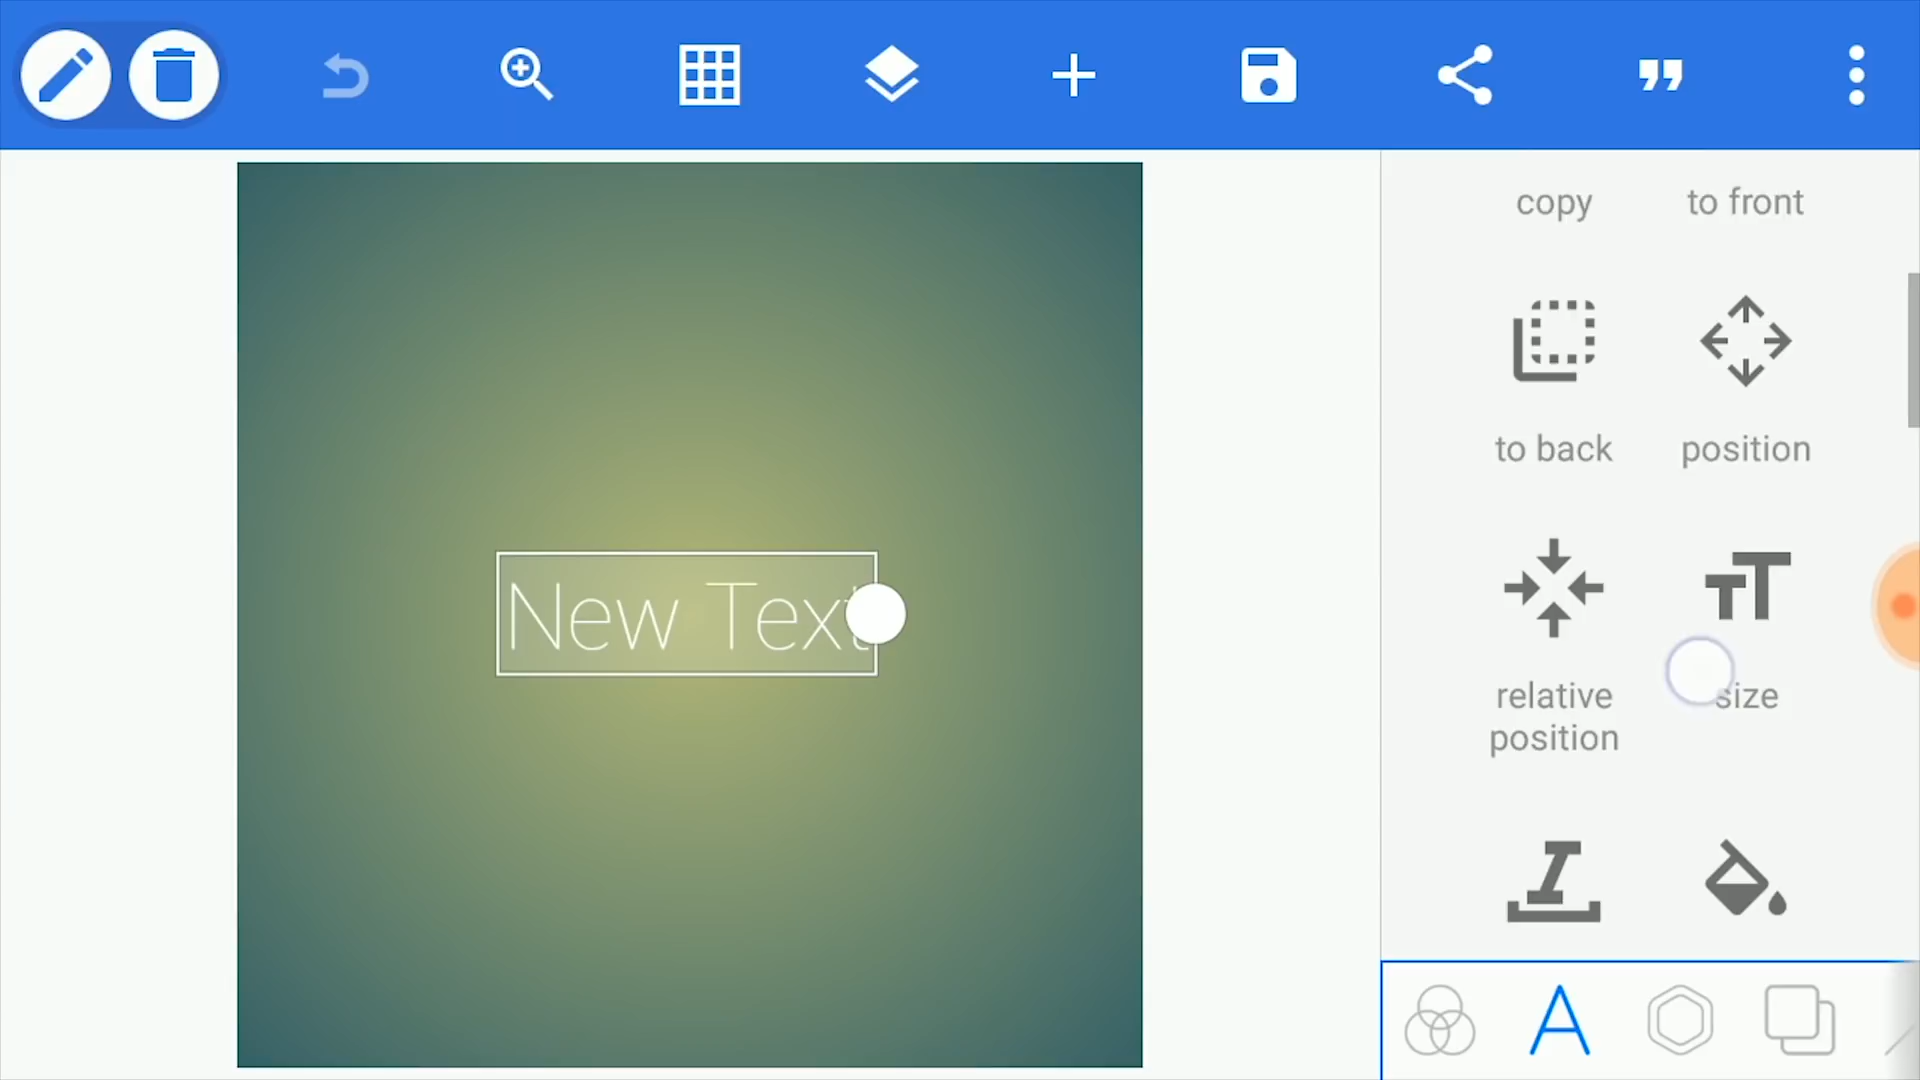 copy
to front
to back
position
New Text
relative
position
size